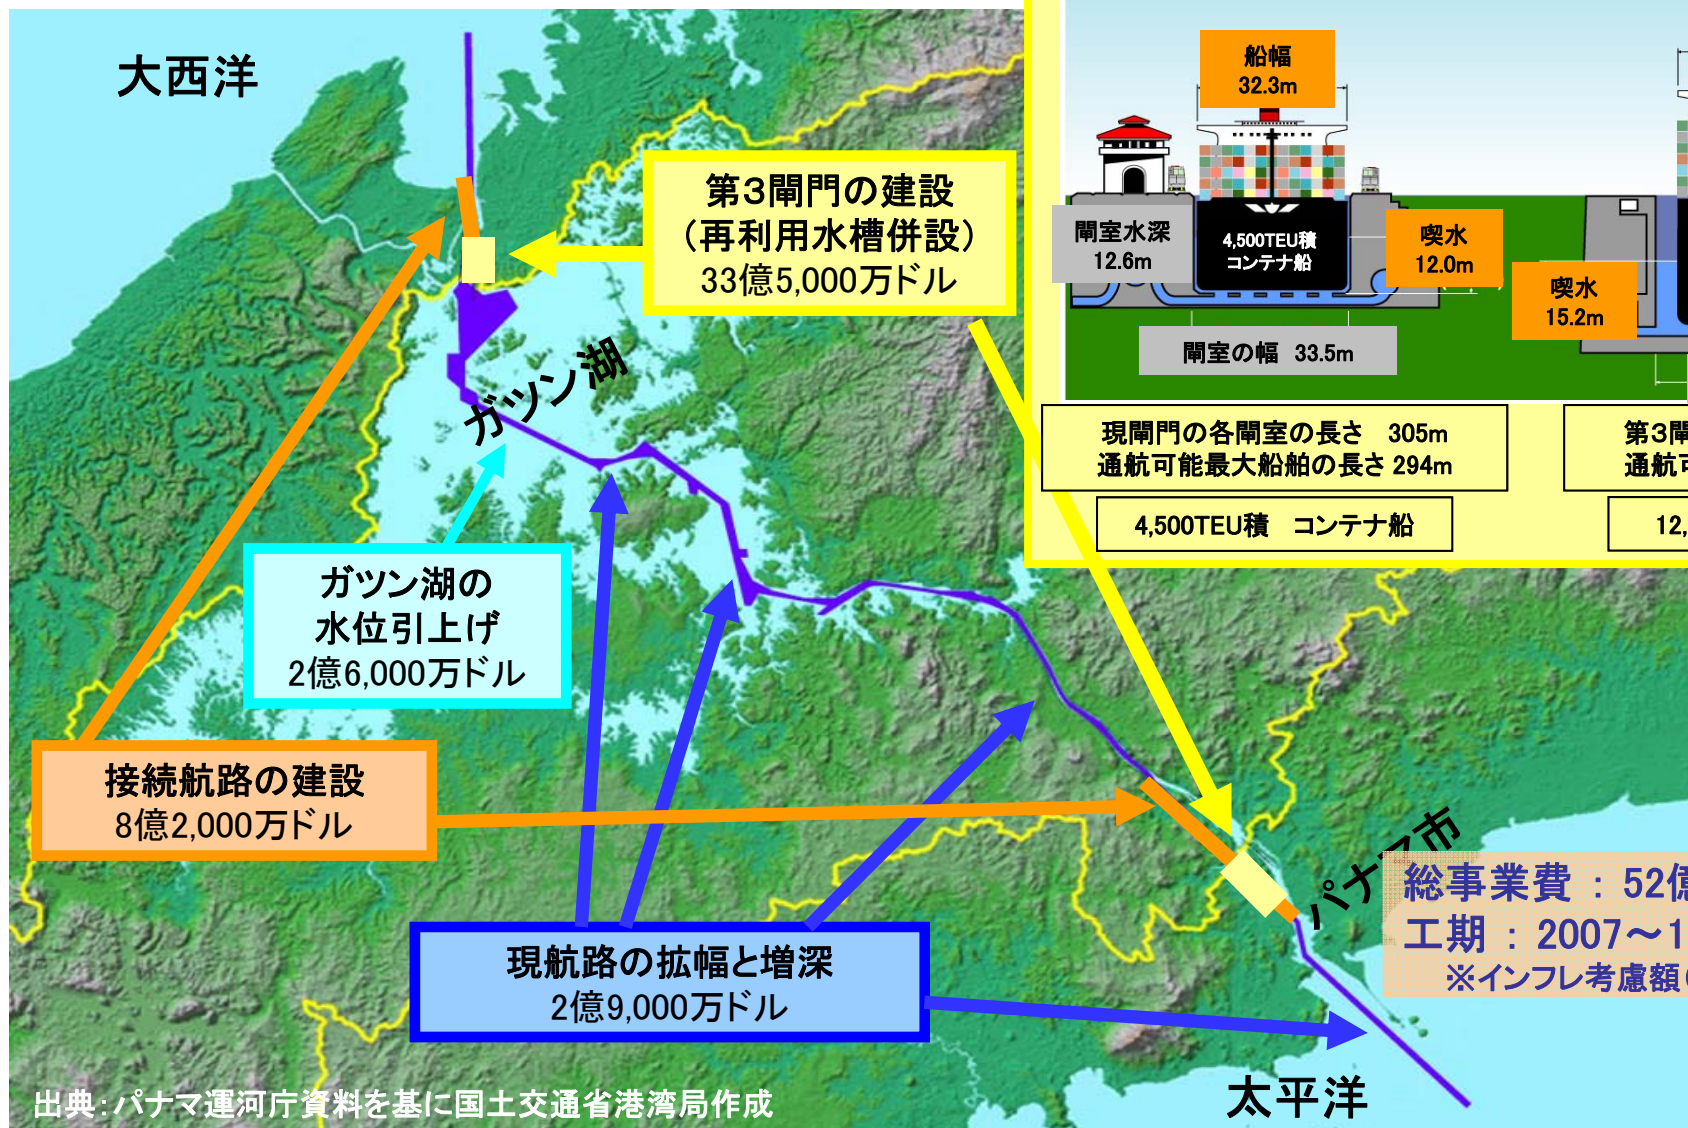 大西洋
船幅
32.3m
第3閘門の建設
(再利用水槽併設)
33億5,000万ドル
閘室水深
12.6m
4,500TEU積
コンテナ船
喫水
12.0m
喫水
15.2m
閘室の幅 33.5m
ガツン湖
現閘門の各閘室の長さ 305m
通航可能最大船舶の長さ 294m
第3閘
通航可
4,500TEU積 コンテナ船
12,
ガツン湖の
水位引上げ
2億6,000万ドル
接続航路の建設
8億2,000万ドル
パナマ市
総事業費 : 52億
工期 : 2007～1
※インフレ考慮額
現航路の拡幅と増深
2億9,000万ドル
太平洋
出典:パナマ運河庁資料を基に国土交通省港湾局作成